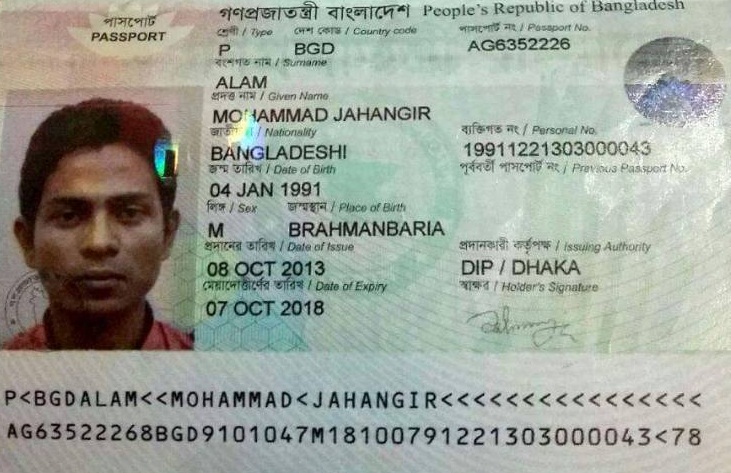 পাসপোর্ট
PASSPORT
গণপ্রজাতন্ত্রী বাংলাদেশ People's Republic of Bangladesh
শ্রেণী / Type দেশ কোড / Country code পাসপোর্ট নং / Passport No.
P BGD AG6352226
বংশগত নাম / Surname
ALAM
প্রদত্ত নাম / Given Name
MOHAMMAD JAHANGIR
জাতীয়তা / Nationality ব্যক্তিগত নং / Personal No.
BANGLADESHI 19911221303000043
জন্ম তারিখ / Date of Birth পূর্ববর্তী পাসপোর্ট নং / Previous Passport No.
04 JAN 1991
লিঙ্গ / Sex জন্মস্থান / Place of Birth
M BRAHMANBARIA
প্রদানের তারিখ / Date of Issue প্রদানকারী কর্তৃপক্ষ / Issuing Authority
08 OCT 2013 DIP / DHAKA
মেয়াদোত্তীর্ণের তারিখ / Date of Expiry স্বাক্ষর / Holder's Signature
07 OCT 2018
P<BGDALAM<<MOHAMMAD<JAHANGIR<<<<<<<<<<<<<<<<
AG63522268BGD9101047M1810079122130300043<78